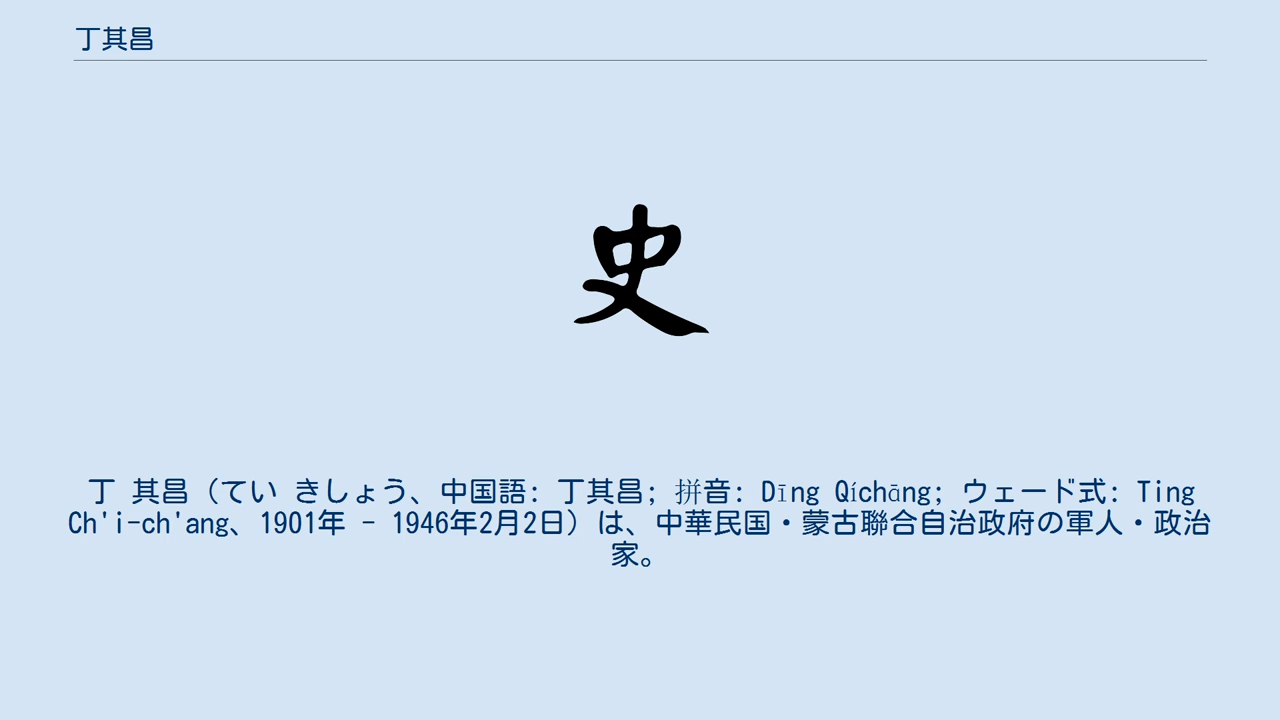 丁其昌
史
丁 其昌（てい きしょう、中国語: 丁其昌; 拼音: Dīng Qíchāng; ウェード式: Ting
Ch'i-ch'ang、1901年 - 1946年2月2日）は、中華民国・蒙古聯合自治政府の軍人・政治
家。